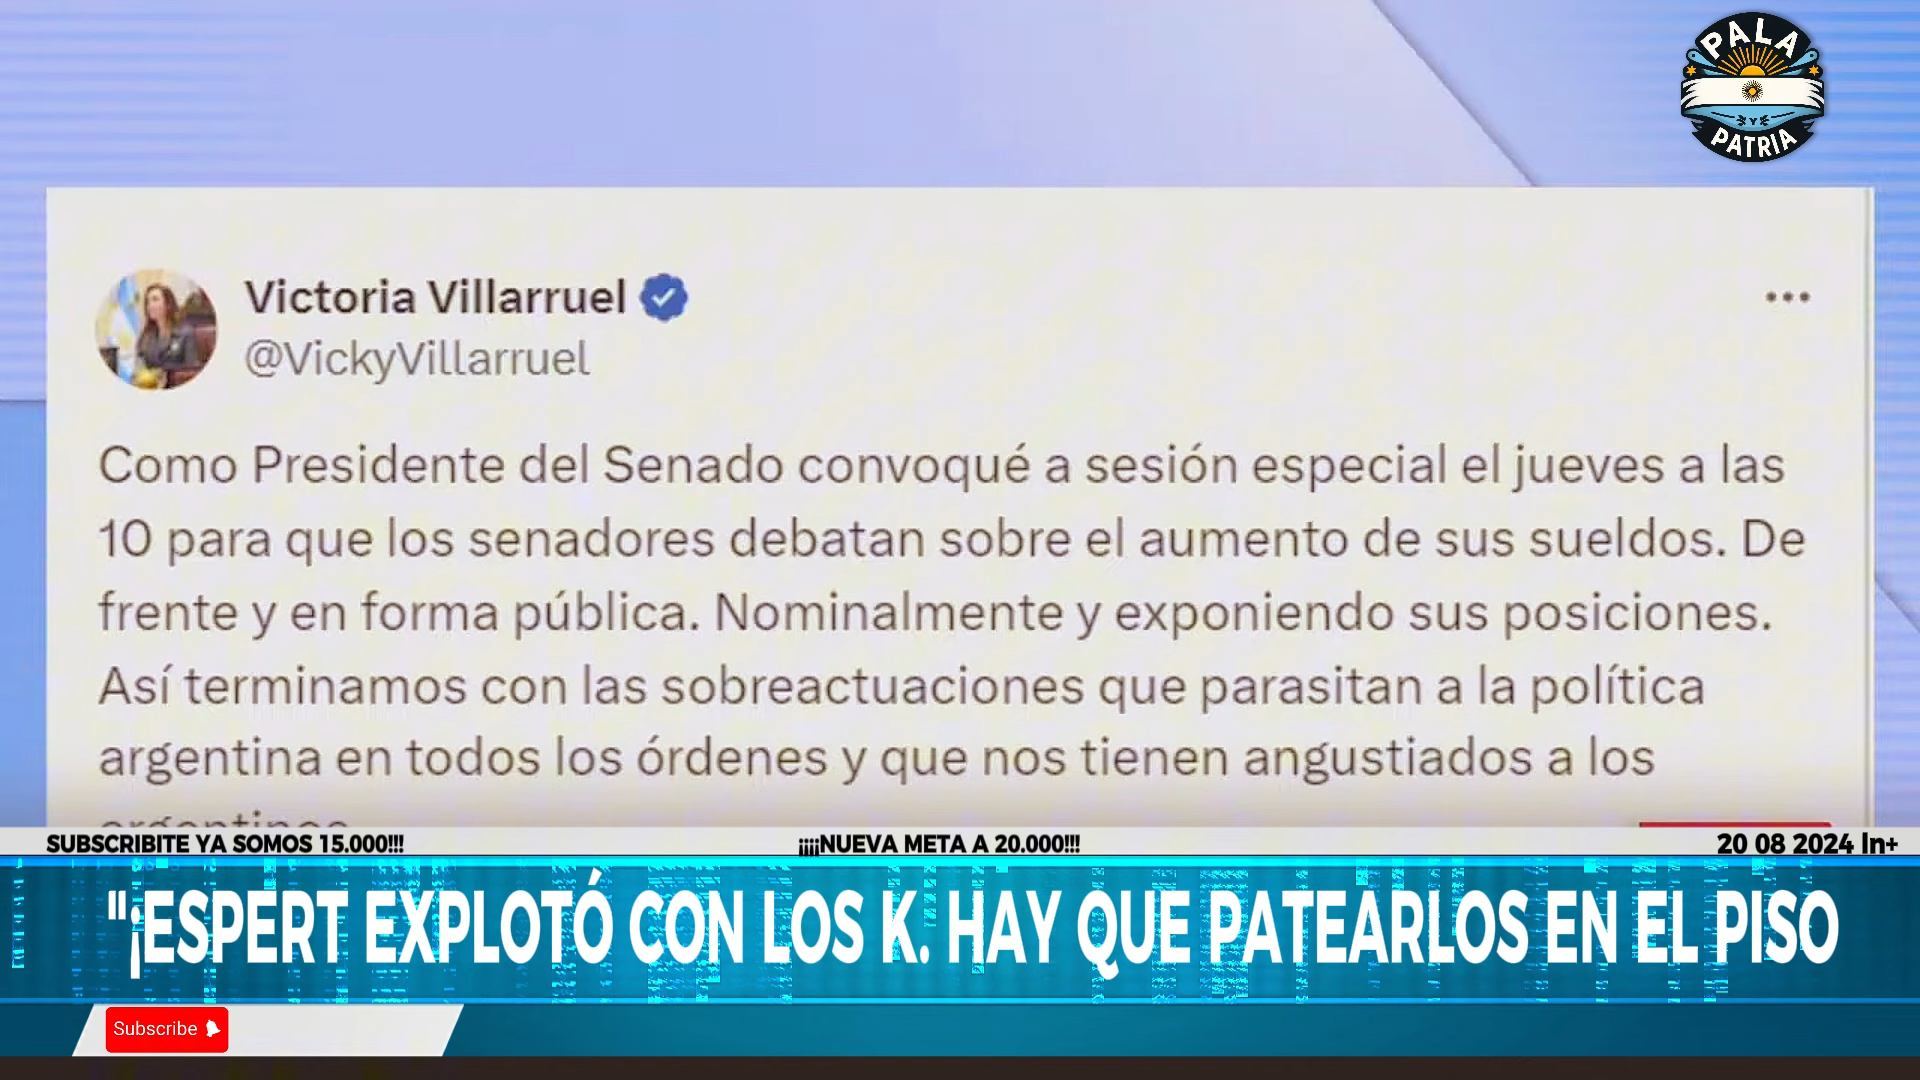 PALA
Y
PATRIA
Victoria Villarruel
@VickyVillarruel
Como Presidente del Senado convoqué a sesión especial el jueves a las
10 para que los senadores debatan sobre el aumento de sus sueldos. De
frente y en forma pública. Nominalmente y exponiendo sus posiciones.
Así terminamos con las sobreactuaciones que parasitan a la política
argentina en todos los órdenes y que nos tienen angustiados a los
SUBSCRIBITE YA SOMOS 15.000!!!
¡¡¡¡NUEVA META A 20.000!!!
20 08 2024 ln+
"¡ESPERT EXPLOTÓ CON LOS K. HAY QUE PATEARLOS EN EL PISO
Subscribe